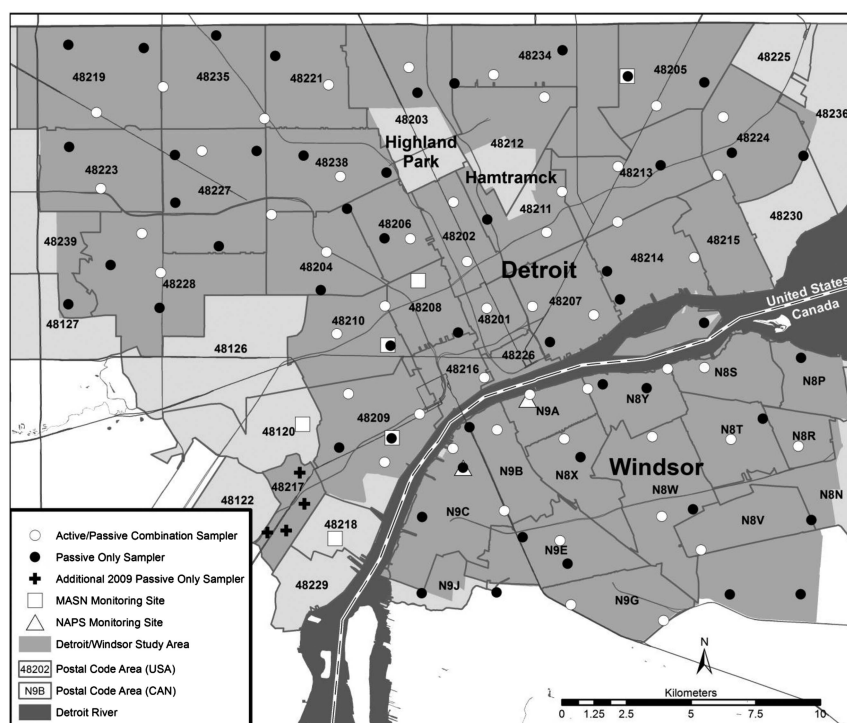 48234
48225
48219
48235
48221
48205
48203
48236
Highland
Park
48212
48224
48223
48238
48213
48227
Hamtramck
48211
48230
48206
48202
48239
48215
48214
48204
Detroit
48228
48208
48207
United States
Canada
48210
48201
48127
48126
48226
48216
N8S
N8P
N8Y
48209
N9A
48120
N8T
N8R
N9B
N8X
Windsor
48217
48122
N8W
N8N
N9C
N8V
48218
N9E
48229
N9J
N9G
Active/Passive Combination Sampler
Passive Only Sampler
Additional 2009 Passive Only Sampler
MASN Monitoring Site
NAPS Monitoring Site
Detroit/Windsor Study Area
48202 Postal Code Area (USA)
N9B Postal Code Area (CAN)
Detroit River
N
Kilometers
0 1.25 2.5 5 7.5 10